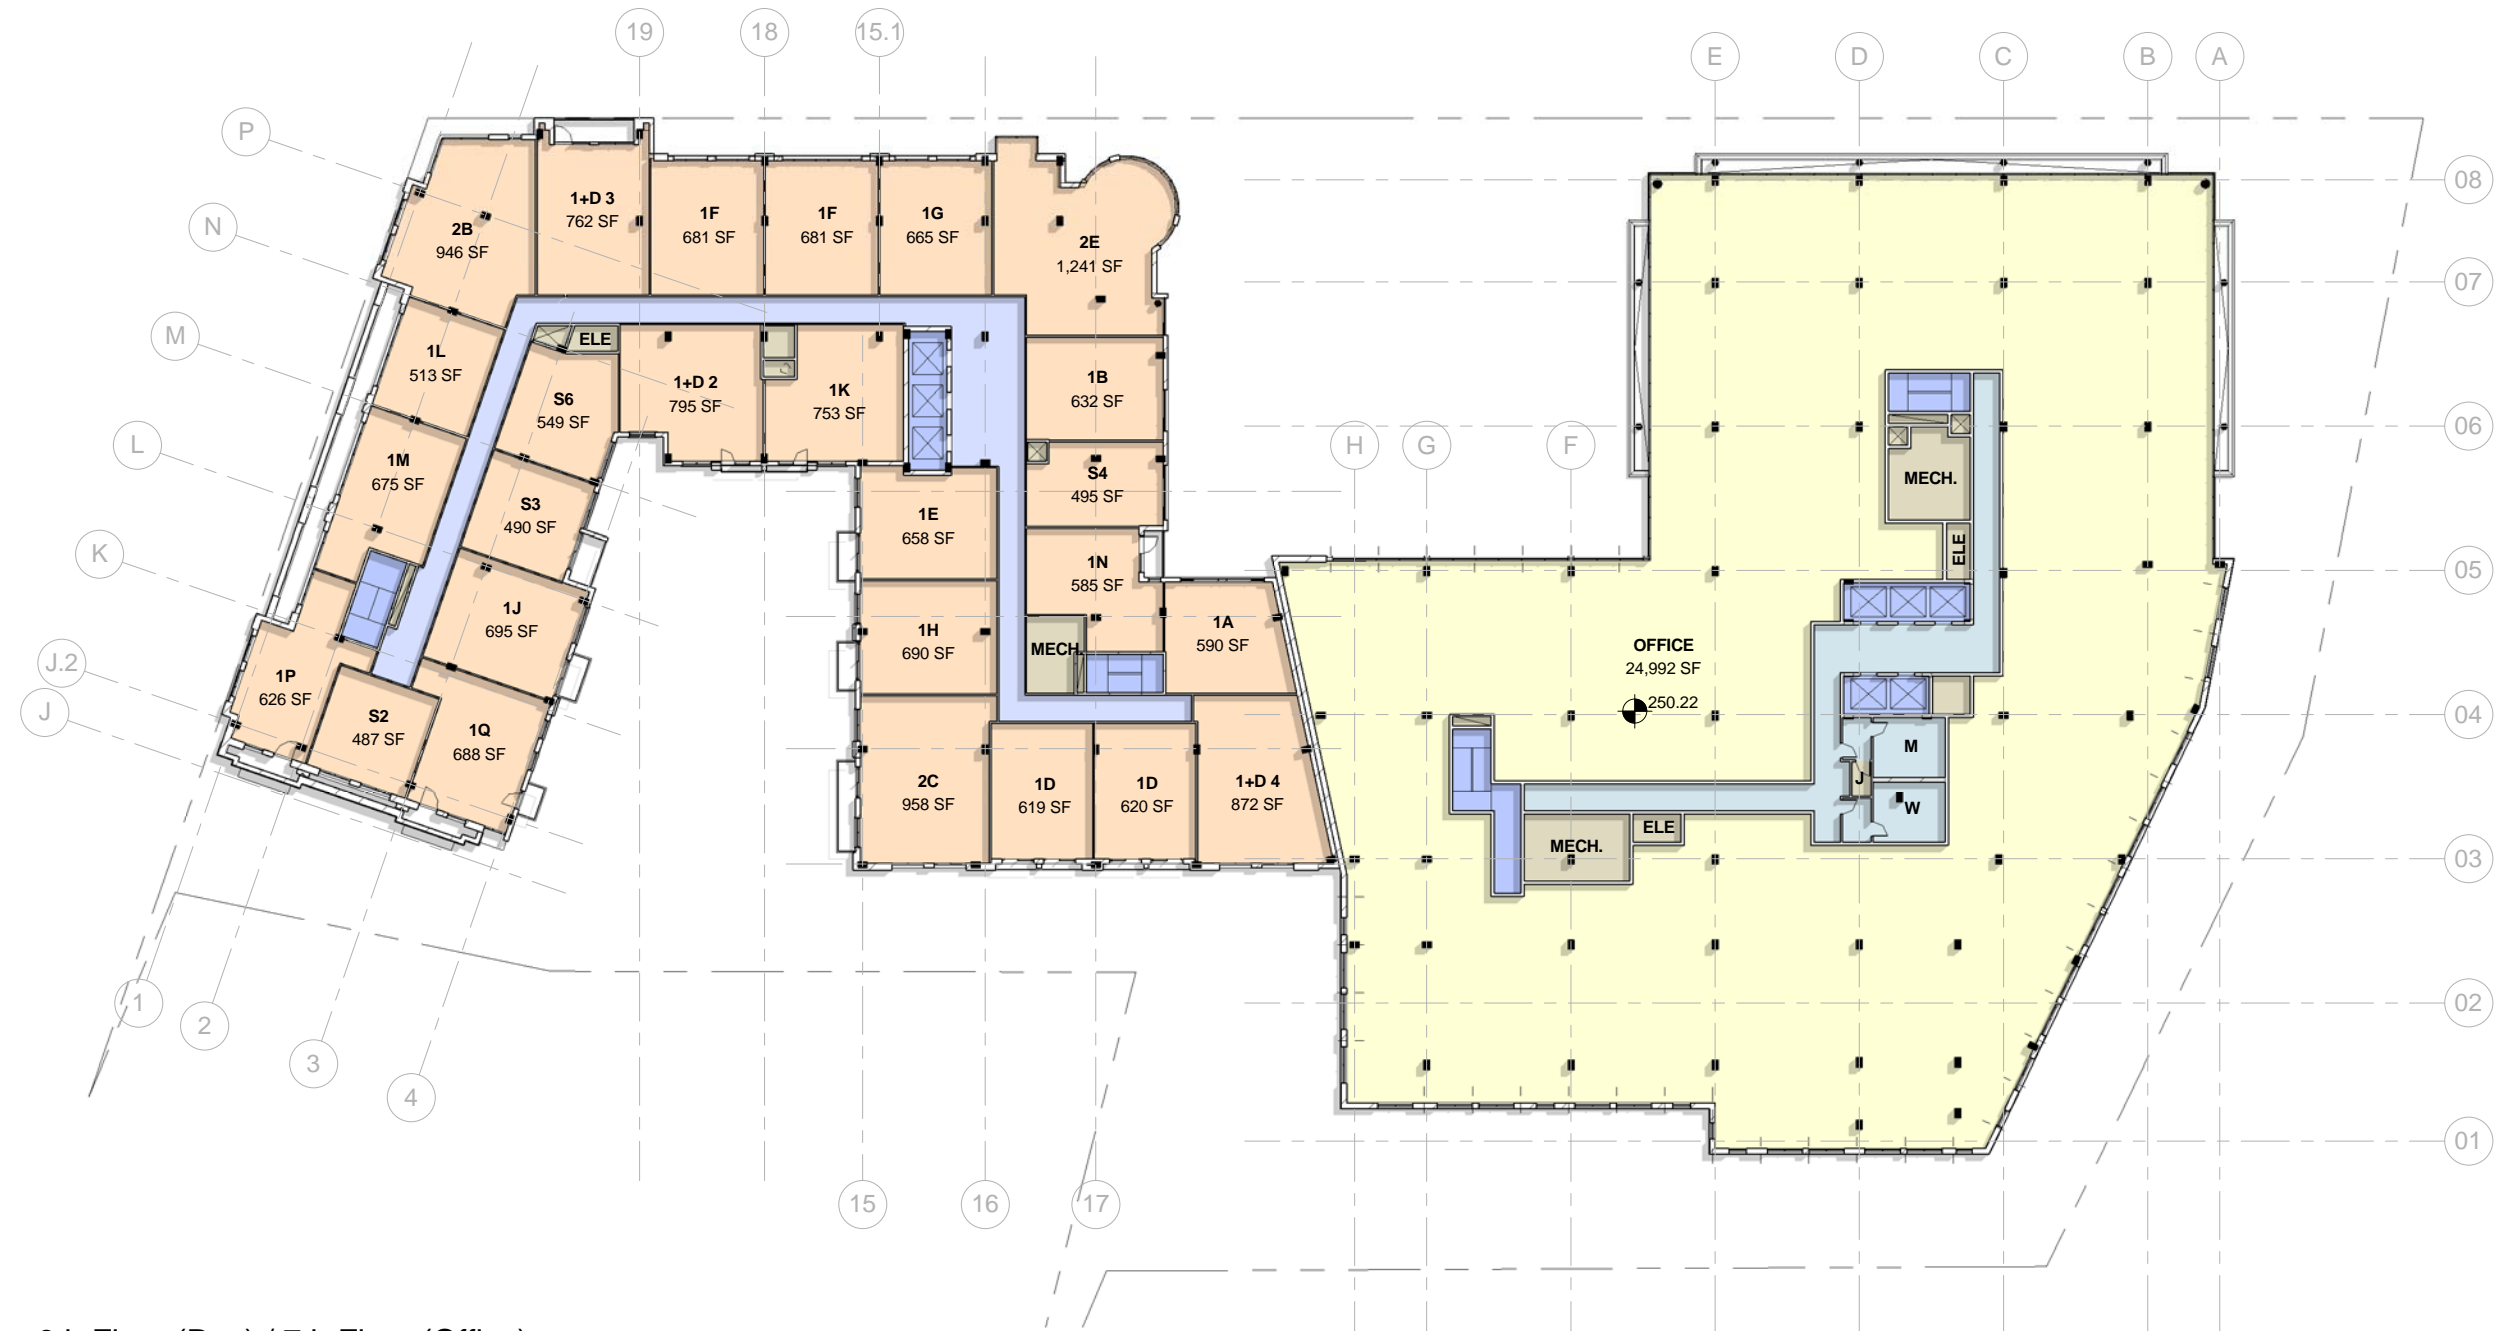 19
18
15.1
E
D
C
B
A
P
N
M
L
K
J.2
J
08
07
06
05
04
03
02
01
H
G
F
2B
946 SF
1+D 3
762 SF
1F
681 SF
1F
681 SF
1G
665 SF
2E
1,241 SF
1L
513 SF
ELE
S6
549 SF
1+D 2
795 SF
1K
753 SF
1B
632 SF
1M
675 SF
S3
490 SF
S4
495 SF
1E
658 SF
1N
585 SF
1J
695 SF
1H
690 SF
MECH.
1A
590 SF
1P
626 SF
S2
487 SF
1Q
688 SF
2C
958 SF
1D
619 SF
1D
620 SF
1+D 4
872 SF
MECH.
ELE
OFFICE
24,992 SF
250.22
M
J
W
MECH.
ELE
1
2
3
4
15
16
17